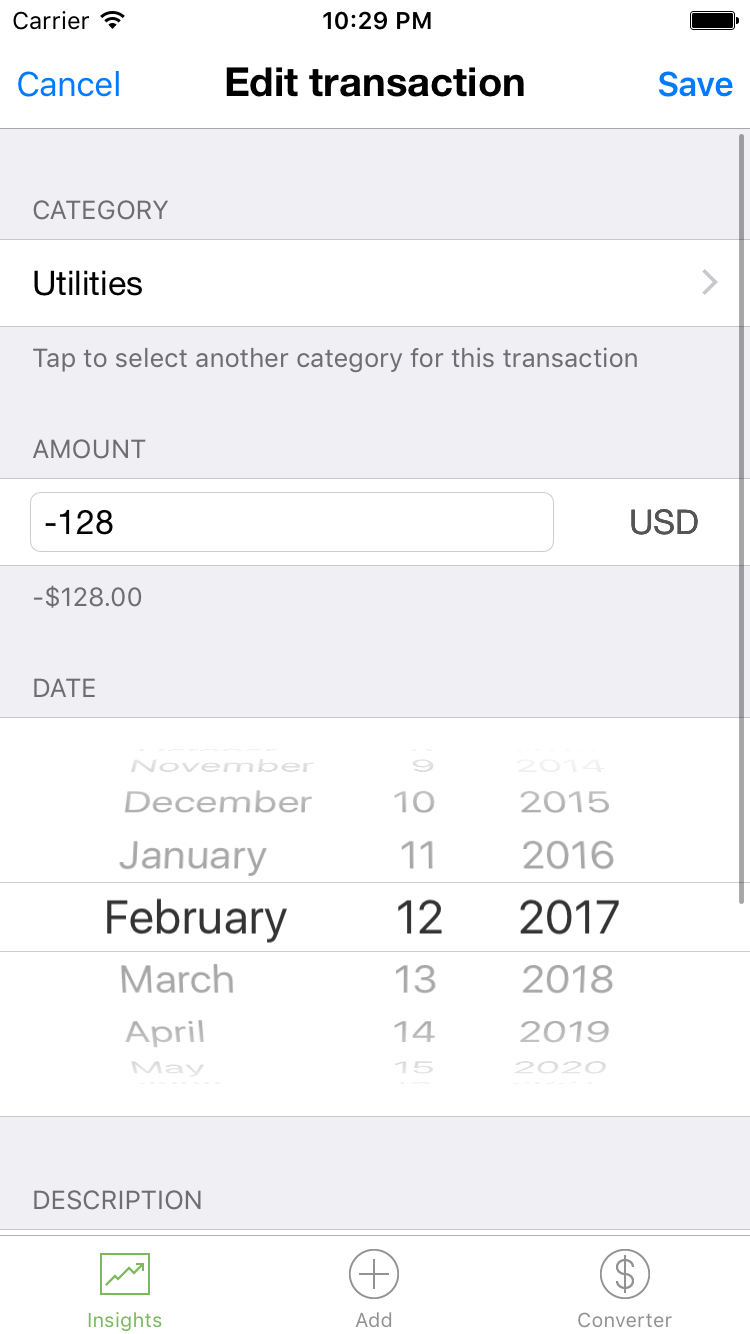 Carrier 10:29 PM
Cancel Edit transaction Save
CATEGORY
Utilities
Tap to select another category for this transaction
AMOUNT
-128 USD
-$128.00
DATE
November 9 2014
December 10 2015
January 11 2016
February 12 2017
March 13 2018
April 14 2019
May 15 2020
DESCRIPTION
Insights Add Converter